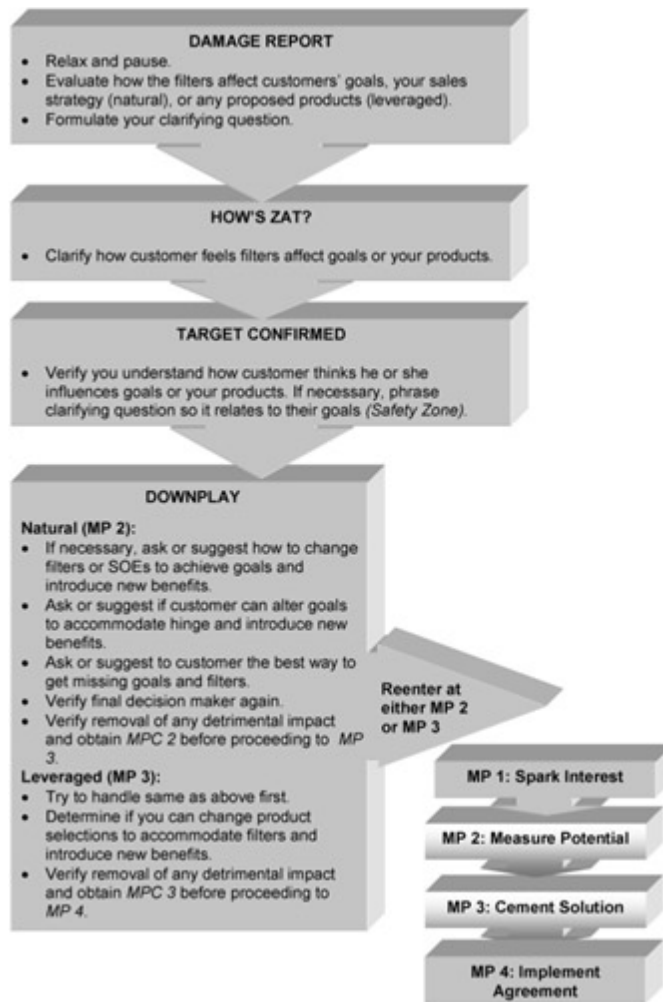 DAMAGE REPORT
• Relax and pause.
• Evaluate how the filters affect customers' goals, your sales
strategy (natural), or any proposed products (leveraged).
• Formulate your clarifying question.
HOW'S ZAT?
• Clarify how customer feels filters affect goals or your products.
TARGET CONFIRMED
• Verify you understand how customer thinks he or she
influences goals or your products. If necessary, phrase
clarifying question so it relates to their goals (Safety Zone).
DOWNPLAY
Natural (MP 2):
• If necessary, ask or suggest how to change
filters or SOEs to achieve goals and
introduce new benefits.
• Ask or suggest if customer can alter goals
to accommodate hinge and introduce new
benefits.
• Ask or suggest to customer the best way to
get missing goals and filters.
• Verify final decision maker again.
• Verify removal of any detrimental impact
and obtain MPC 2 before proceeding to MP
3.
Leveraged (MP 3):
• Try to handle same as above first.
• Determine if you can change product
selections to accommodate filters and
introduce new benefits.
• Verify removal of any detrimental impact
and obtain MPC 3 before proceeding to
MP 4.
Reenter at
either MP 2
or MP 3
MP 1: Spark Interest
MP 2: Measure Potential
MP 3: Cement Solution
MP 4: Implement
Agreement